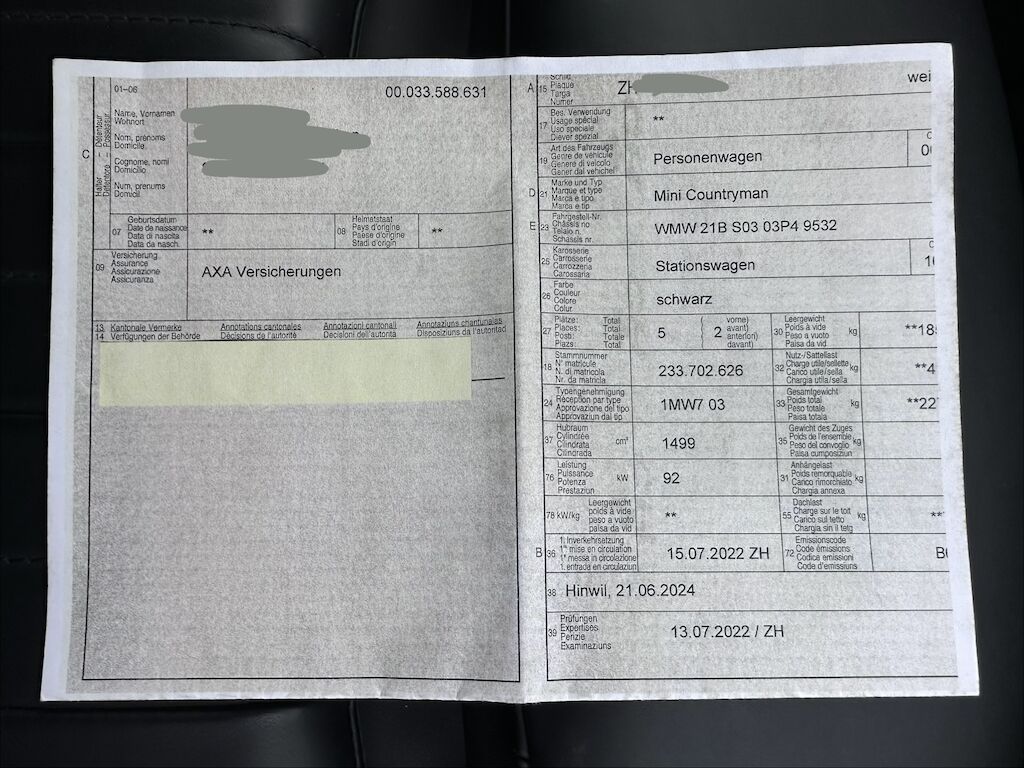 01–06
00.033.588.631
C
Halter – Détenteur
Detentore – Possessur
Name, Vornamen
Wohnort
Nom, prénoms
Domicile
Cognome, nomi
Domicilio
Num, prenums
Domicil
07
Geburtsdatum
Date de naissance
Data di nascita
Data da nasch.
**
08
Heimatstaat
Pays d'origine
Paese d'origine
Stadi d'origin
**
09
Versicherung
Assurance
Assicurazione
Assicuranza
AXA Versicherungen
13
14
Kantonale Vermerke
Verfügungen der Behörde
Annotations cantonales
Décisions de l'autorité
Annotazioni cantonali
Decisioni dell'autorità
Annotaziuns chantunalas
Disposiziuns da l'autoritad
A
15
Schild
Plaque
Targa
Numer
ZH
wei
17
Bes. Verwendung
Usage spécial
Uso speciale
Diever spezial
**
19
Art des Fahrzeugs
Genre de véhicule
Genere di veicolo
Gener dal vehichel
Personenwagen
D
21
Marke und Typ
Marque et type
Marca e tipo
Marca e tip
Mini Countryman
E
23
Fahrgestell-Nr.
Châssis no
Telaio n.
Schassis nr.
WMW 21B S03 03P4 9532
25
Karosserie
Carrosserie
Carrozzeria
Carossaria
Stationswagen
26
Farbe
Couleur
Colore
Colur
schwarz
27
Plätze: Total
Places: Total
Posti: Totale
Plazs: Total
5
vorne)
avant)
anteriori)
davant)
2
30
Leergewicht
Poids à vide
Peso a vuoto
Paisa da vid
kg
**18
18
Stammnummer
N° matricule
N. di matricola
Nr. da matricla
233.702.626
32
Nutz-/Sattellast
Charge utile/sellette
Carico utile/sella
Chargia utila/sella
kg
**4
24
Typengenehmigung
Réception par type
Approvazione del tipo
Approvaziun dal tip
1MW7 03
33
Gesamtgewicht
Poids total
Peso totale
Paisa totala
kg
**22
37
Hubraum
Cylindrée
Cilindrata
Cilindrada
cm³
1499
35
Gewicht des Zuges
Poids de l'ensemble
Peso del convoglio
Paisa cumposiziun
kg
76
Leistung
Puissance
Potenza
Prestaziun
kW
92
31
Anhängelast
Poids remorquable
Carico rimorchiato
Chargia annexa
kg
78 kW/kg
Leergewicht
poids à vide
peso a vuoto
paisa da vid
**
55
Dachlast
Charge sur le toit
Carico sul tetto
Chargia sin il tetg
kg
**
B
36
1. Inverkehrsetzung
1re mise en circulation
1a messa in circolazione
1. entrada en circulaziun
15.07.2022 ZH
72
Emissionscode
Code émissions
Codice emissioni
Code d'emissiuns
B
38
Hinwil, 21.06.2024
39
Prüfungen
Expertises
Perizie
Examinaziuns
13.07.2022 / ZH